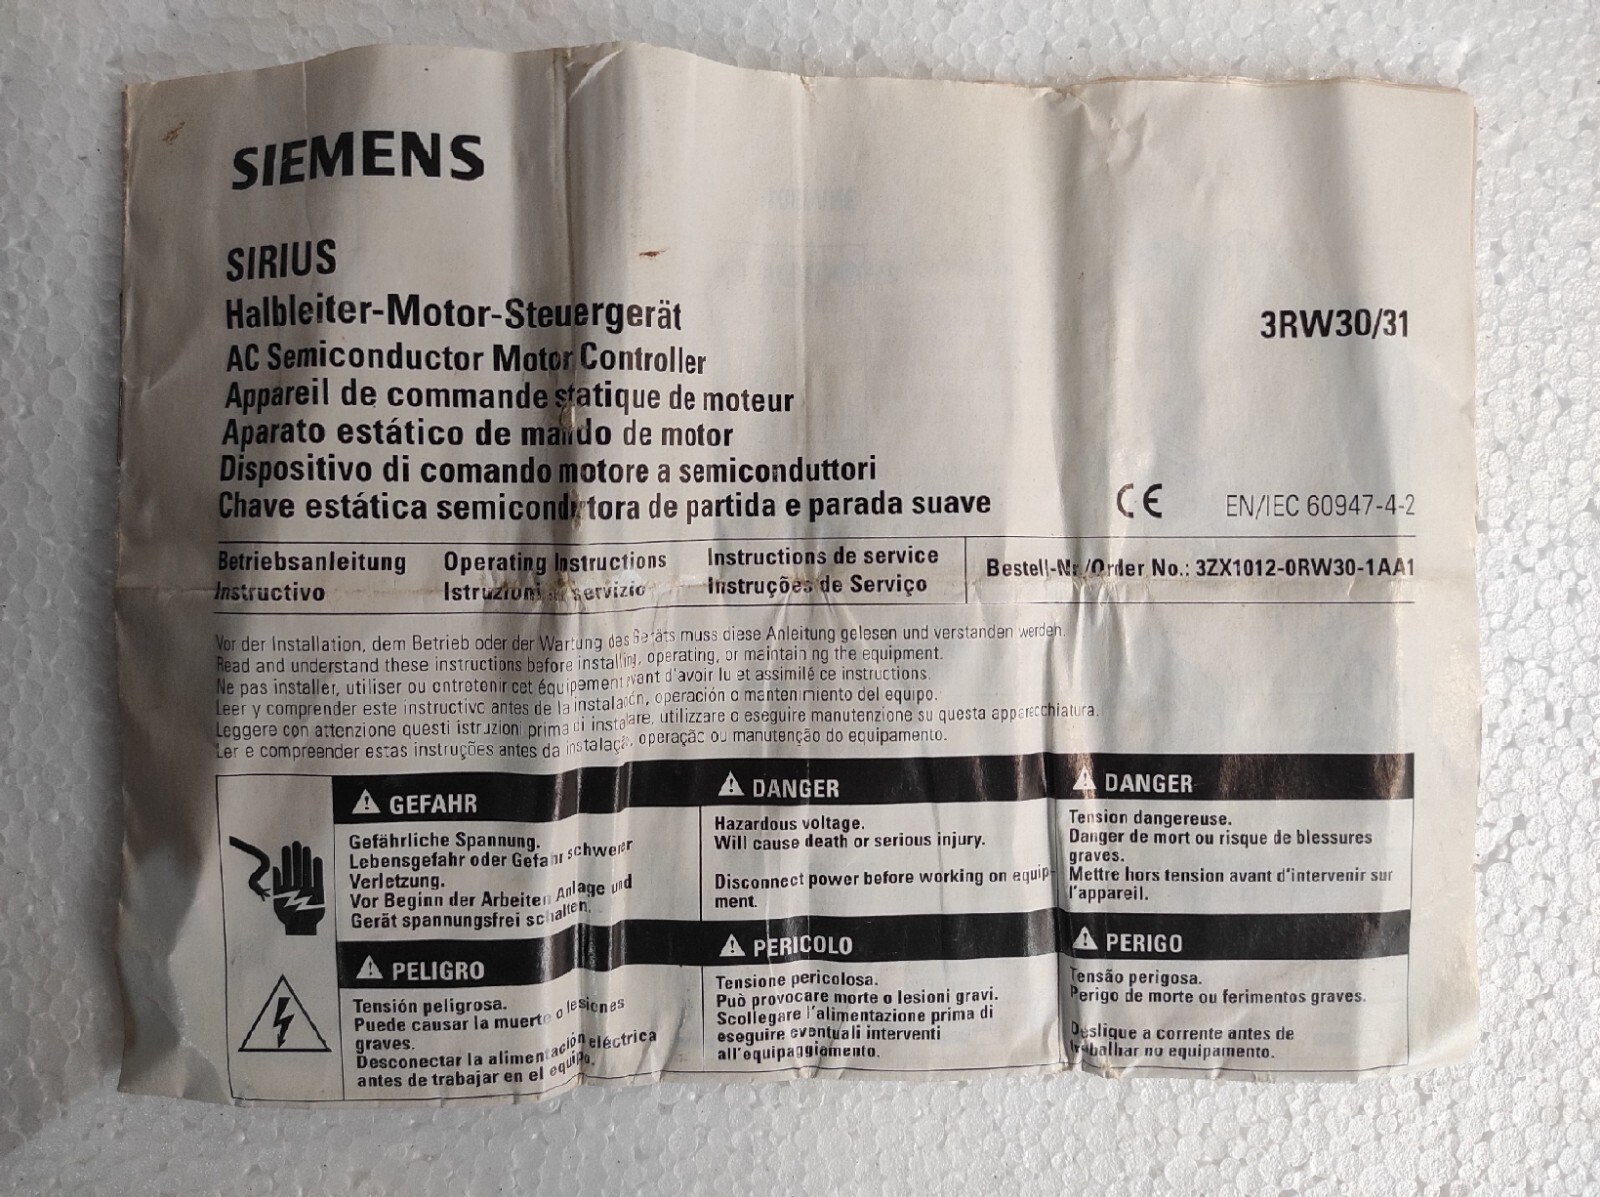 SIEMENS
SIRIUS
Halbleiter-Motor-Steuergerät
3RW30/31
AC Semiconductor Motor Controller
Appareil de commande statique de moteur
Aparato estático de mando de motor
Dispositivo di comando motore a semiconduttori
Chave estática semicondutora de partida e parada suave
CE EN/IEC 60947-4-2
Betriebsanleitung Operating Instructions Instructions de service
Instructivo Istruzioni di servizio Instruções de Serviço
Bestell-Nr./Order No.: 3ZX1012-0RW30-1AA1
Vor der Installation, dem Betrieb oder der Wartung des Geräts muss diese Anleitung gelesen und verstanden werden.
Read and understand these instructions before installing, operating, or maintaining the equipment.
Ne pas installer, utiliser ou entretenir cet équipement avant d'avoir lu et assimilé ce instructions.
Leer y comprender este instructivo antes de la instalación, operación o mantenimiento del equipo.
Leggere con attenzione questi istruzioni prima di installare, utilizzare o eseguire manutenzione su questa apparecchiatura.
Ler e compreender estas instruções antes da instalação, operação ou manutenção do equipamento.
GEFAHR
Gefährliche Spannung.
Lebensgefahr oder Gefahr schwerer
Verletzung.
Vor Beginn der Arbeiten Anlage und
Gerät spannungsfrei schalten.
DANGER
Hazardous voltage.
Will cause death or serious injury.
Disconnect power before working on equip-
ment.
DANGER
Tension dangereuse.
Danger de mort ou risque de blessures
graves.
Mettre hors tension avant d'intervenir sur
l'appareil.
PELIGRO
Tensión peligrosa.
Puede causar la muerte o lesiones
graves.
Desconectar la alimentación eléctrica
antes de trabajar en el equipo.
PERICOLO
Tensione pericolosa.
Può provocare morte o lesioni gravi.
Scollegare l'alimentazione prima di
eseguire eventuali interventi
all'equipaggiamento.
PERIGO
Tensão perigosa.
Perigo de morte ou ferimentos graves.
Desligue a corrente antes de
trabalhar no equipamento.